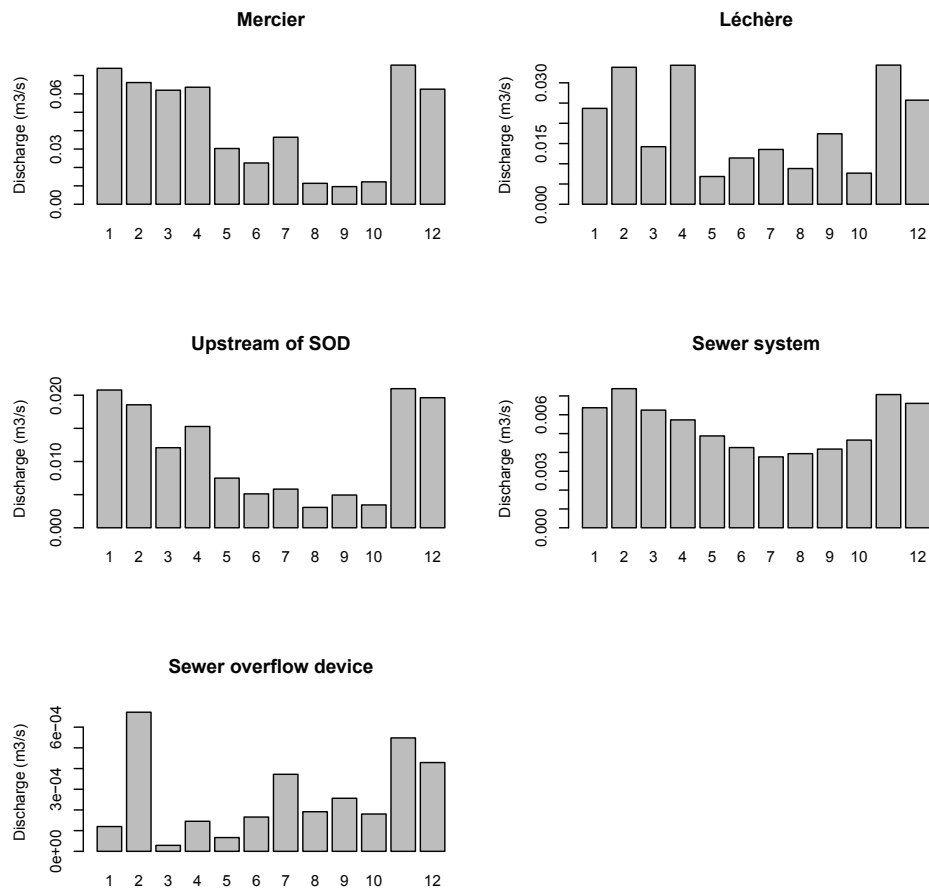 Mercier
Discharge (m3/s)
0.00 0.03 0.06
1 2 3 4 5 6 7 8 9 10 12
Léchère
Discharge (m3/s)
0.000 0.015 0.030
1 2 3 4 5 6 7 8 9 10 12
Upstream of SOD
Discharge (m3/s)
0.000 0.010 0.020
1 2 3 4 5 6 7 8 9 10 12
Sewer system
Discharge (m3/s)
0.000 0.003 0.006
1 2 3 4 5 6 7 8 9 10 12
Sewer overflow device
Discharge (m3/s)
0e+00 3e−04 6e−04
1 2 3 4 5 6 7 8 9 10 12